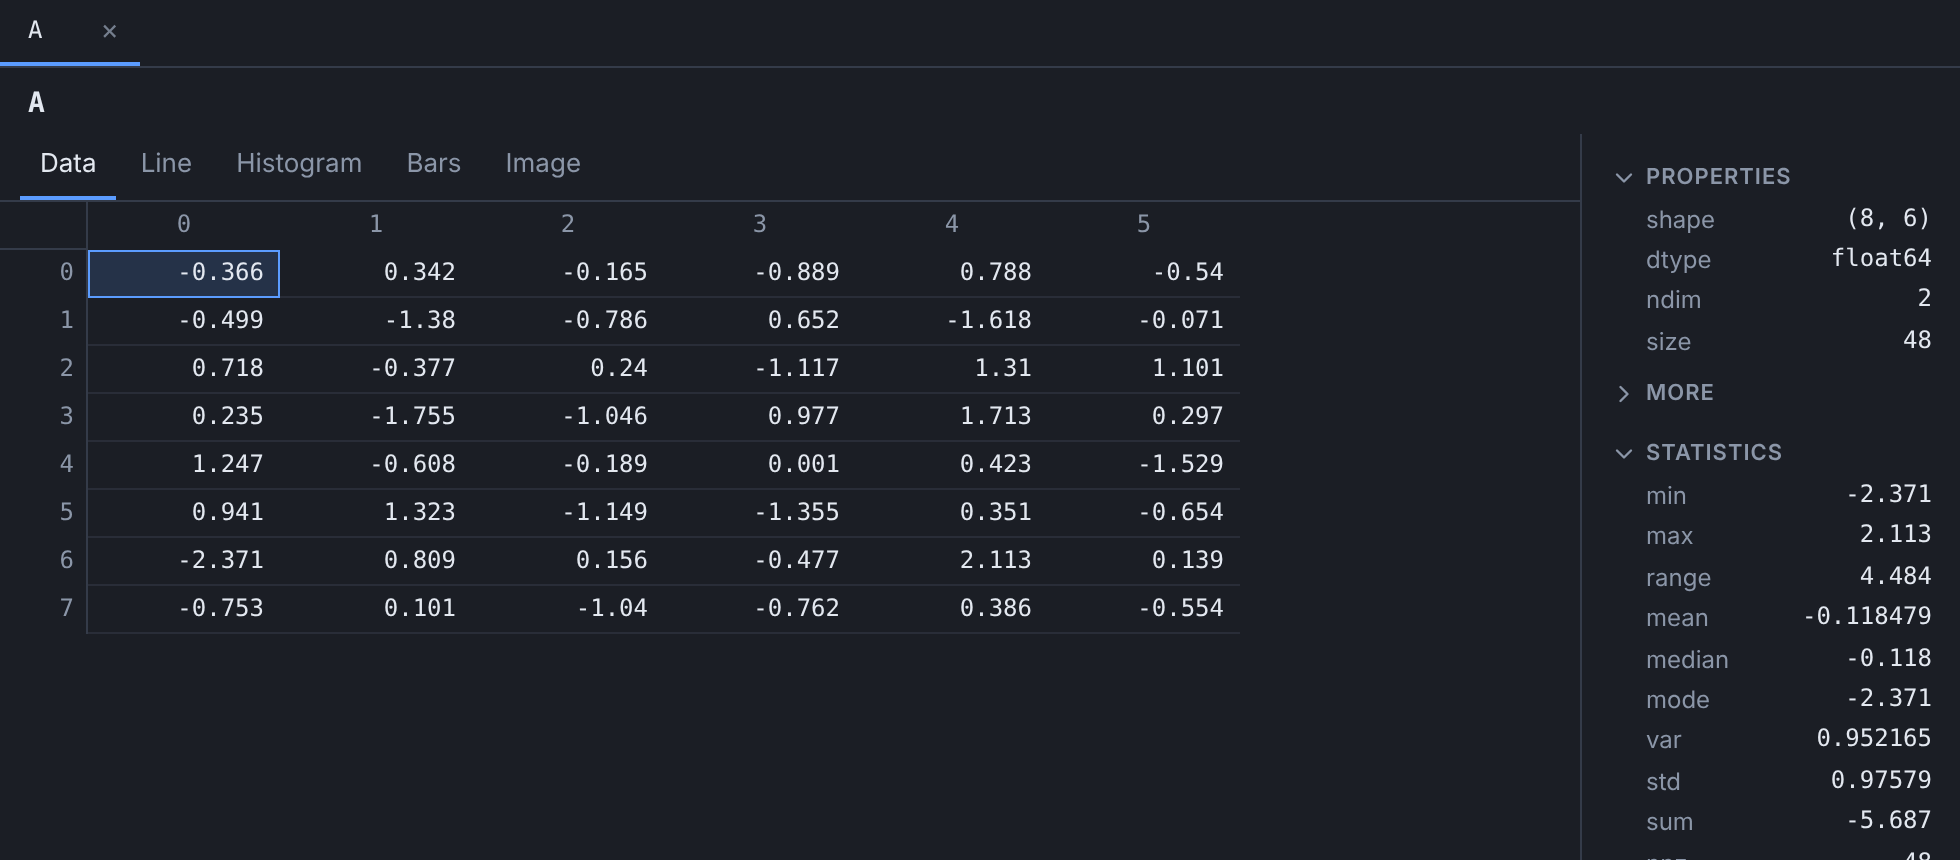 A ×
A
Data Line Histogram Bars Image
0 1 2 3 4 5
0 -0.366 0.342 -0.165 -0.889 0.788 -0.54
1 -0.499 -1.38 -0.786 0.652 -1.618 -0.071
2 0.718 -0.377 0.24 -1.117 1.31 1.101
3 0.235 -1.755 -1.046 0.977 1.713 0.297
4 1.247 -0.608 -0.189 0.001 0.423 -1.529
5 0.941 1.323 -1.149 -1.355 0.351 -0.654
6 -2.371 0.809 0.156 -0.477 2.113 0.139
7 -0.753 0.101 -1.04 -0.762 0.386 -0.554
PROPERTIES
shape (8, 6)
dtype float64
ndim 2
size 48
MORE
STATISTICS
min -2.371
max 2.113
range 4.484
mean -0.118479
median -0.118
mode -2.371
var 0.952165
std 0.97579
sum -5.687
48